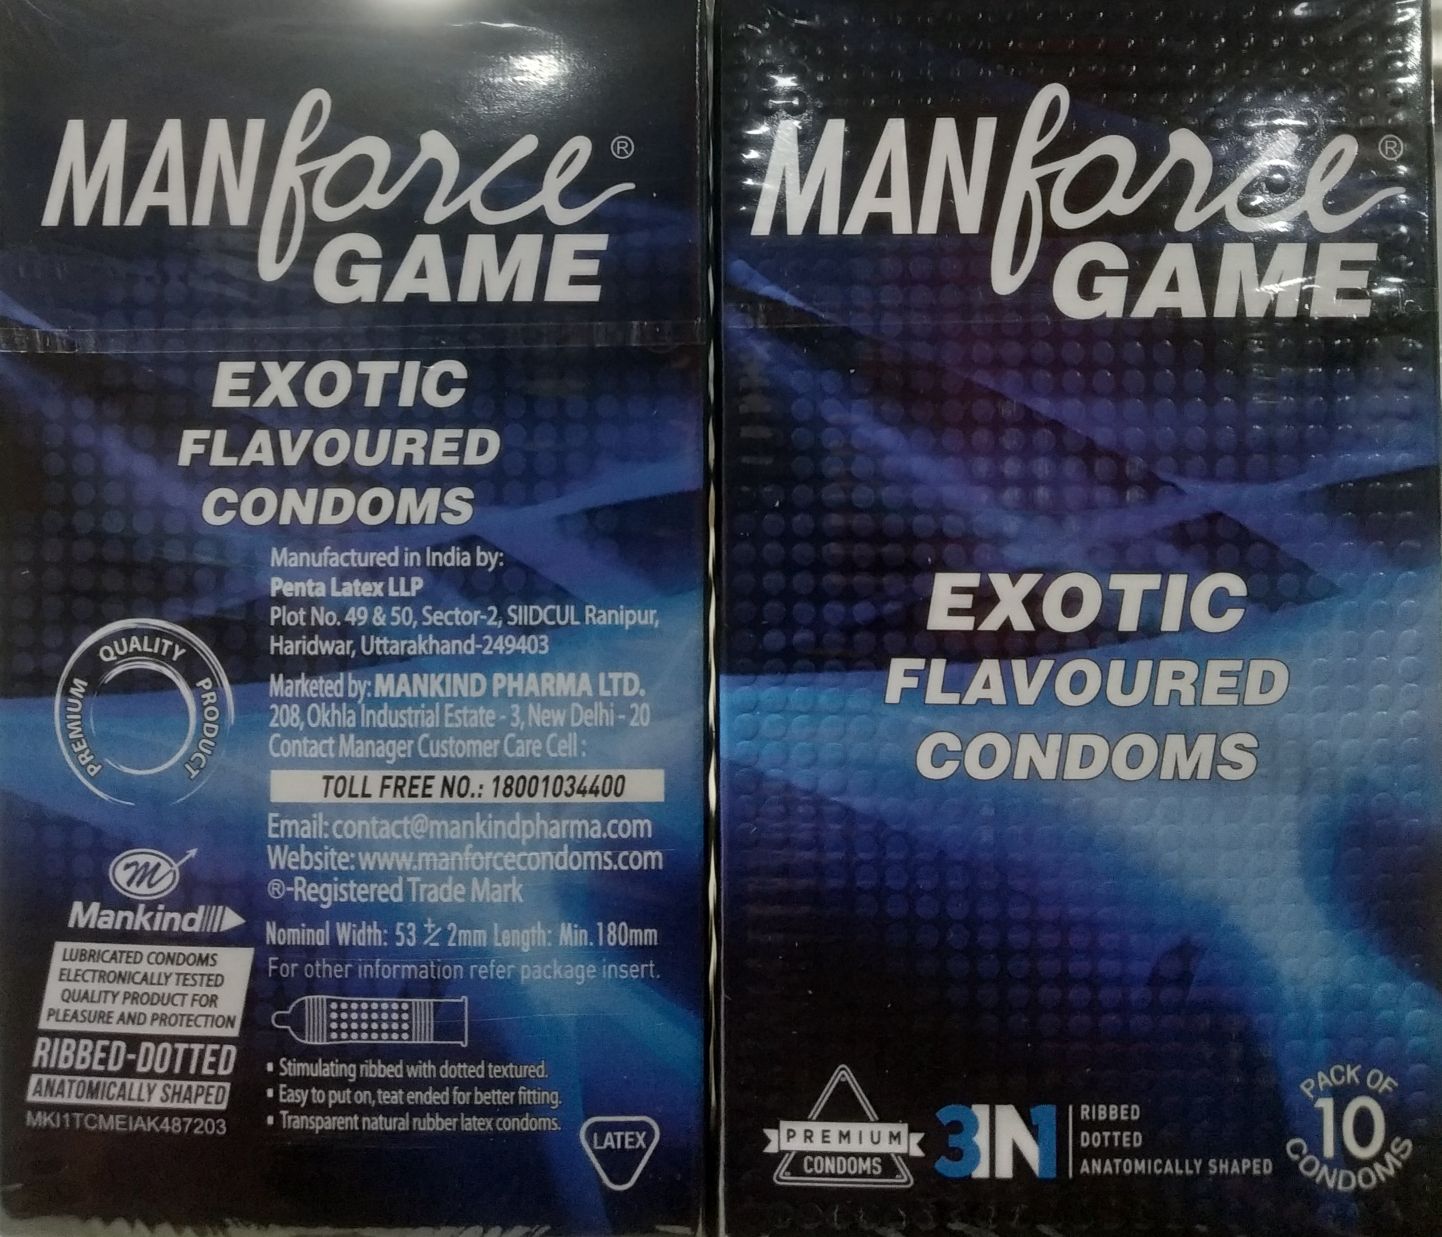 MANforce®
GAME
EXOTIC
FLAVOURED
CONDOMS
Manufactured in India by:
Penta Latex LLP
Plot No. 49 & 50, Sector-2, SIIDCUL Ranipur,
Haridwar, Uttarakhand-249403
Marketed by: MANKIND PHARMA LTD.
208, Okhla Industrial Estate - 3, New Delhi - 20
Contact Manager Customer Care Cell :
TOLL FREE NO.: 18001034400
Email: contact@mankindpharma.com
Website: www.manforcecondoms.com
®-Registered Trade Mark
Nominal Width: 53 ± 2mm Length: Min. 180mm
For other information refer package insert.
▪ Stimulating ribbed with dotted textured.
▪ Easy to put on, teat ended for better fitting.
▪ Transparent natural rubber latex condoms.
LATEX
PREMIUM QUALITY PRODUCT
m
Mankind
LUBRICATED CONDOMS
ELECTRONICALLY TESTED
QUALITY PRODUCT FOR
PLEASURE AND PROTECTION
RIBBED-DOTTED
ANATOMICALLY SHAPED
MKI1TCMEIAK487203
MANforce®
GAME
EXOTIC
FLAVOURED
CONDOMS
PREMIUM
CONDOMS
3IN1
RIBBED
DOTTED
ANATOMICALLY SHAPED
PACK OF
10
CONDOMS